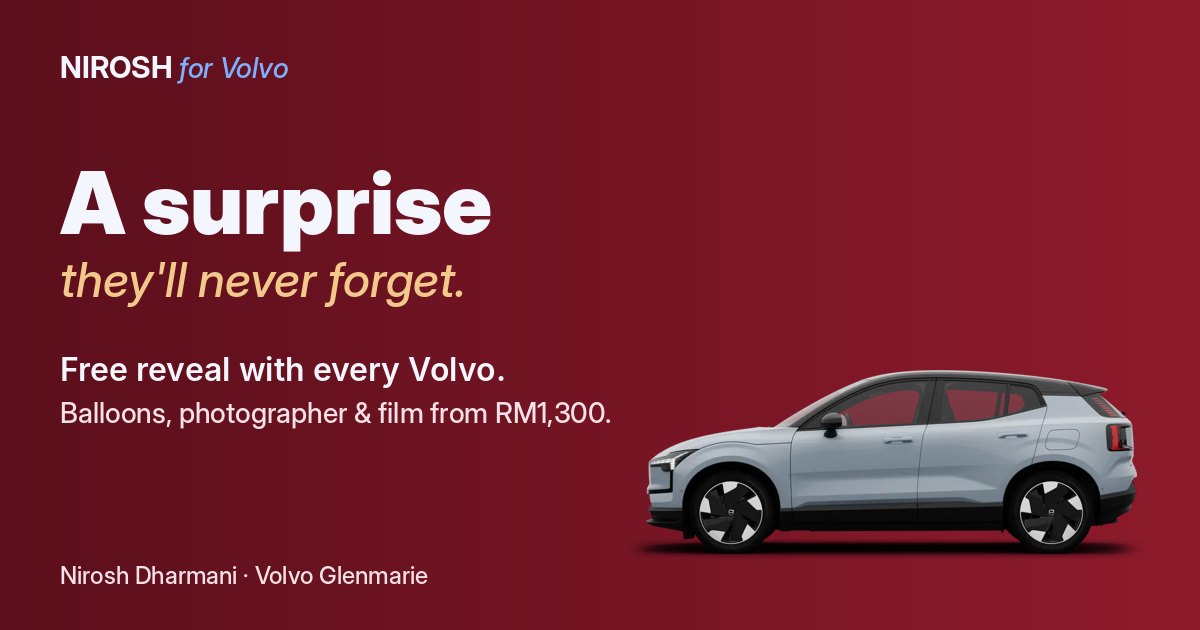 NIROSH for Volvo
A surprise
they'll never forget.
Free reveal with every Volvo.
Balloons, photographer & film from RM1,300.
Nirosh Dharmani · Volvo Glenmarie